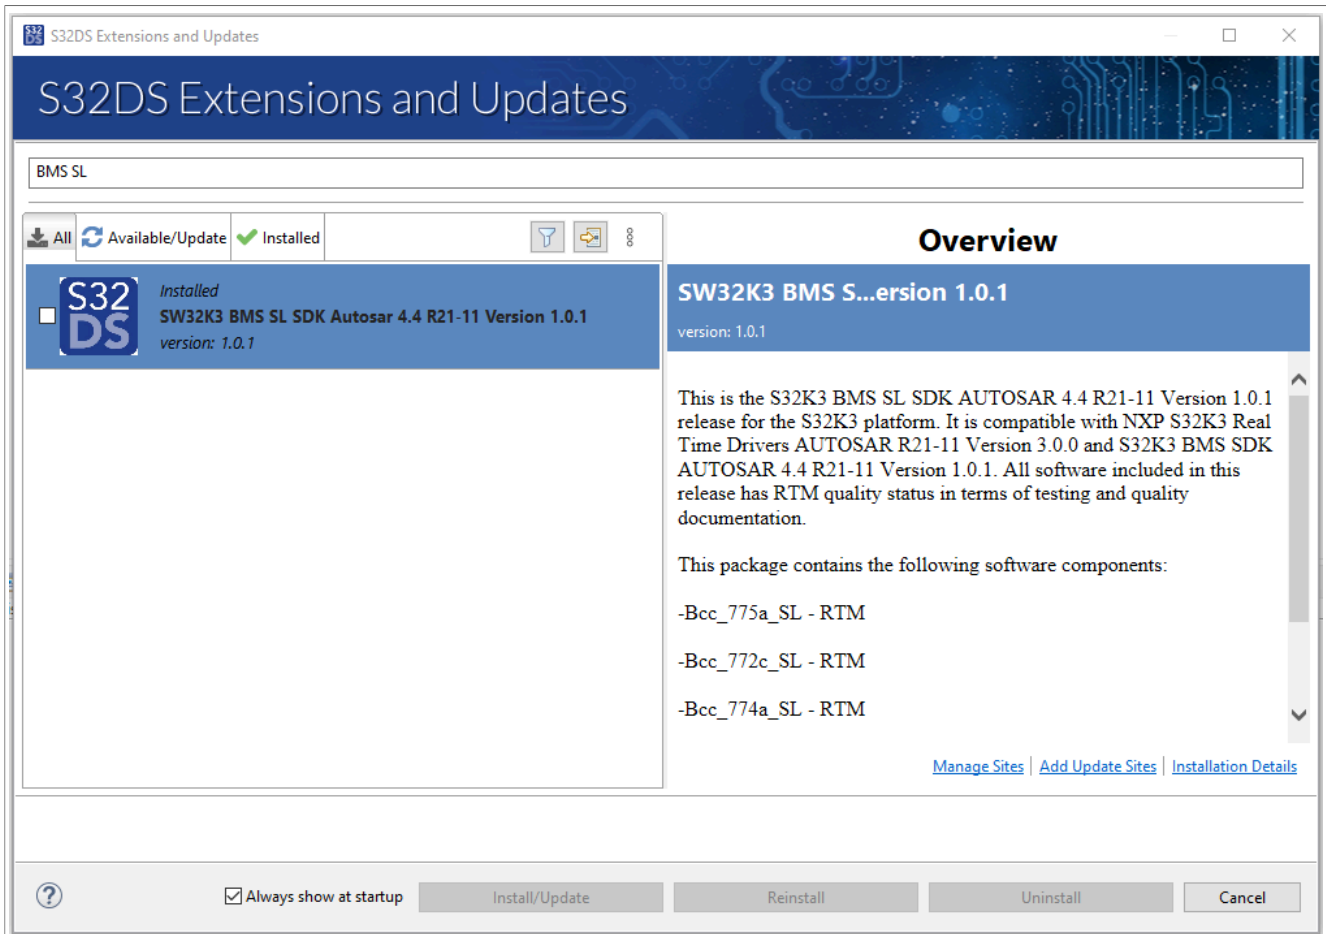 S32DS Extensions and Updates
S32DS Extensions and Updates
BMS SL
All Available/Update Installed
S32
DS
Installed
SW32K3 BMS SL SDK Autosar 4.4 R21-11 Version 1.0.1
version: 1.0.1
Overview
SW32K3 BMS S...ersion 1.0.1
version: 1.0.1
This is the S32K3 BMS SL SDK AUTOSAR 4.4 R21-11 Version 1.0.1
release for the S32K3 platform. It is compatible with NXP S32K3 Real
Time Drivers AUTOSAR R21-11 Version 3.0.0 and S32K3 BMS SDK
AUTOSAR 4.4 R21-11 Version 1.0.1. All software included in this
release has RTM quality status in terms of testing and quality
documentation.
This package contains the following software components:
-Bcc_775a_SL - RTM
-Bcc_772c_SL - RTM
-Bcc_774a_SL - RTM
Manage Sites Add Update Sites Installation Details
Always show at startup Install/Update Reinstall Uninstall Cancel